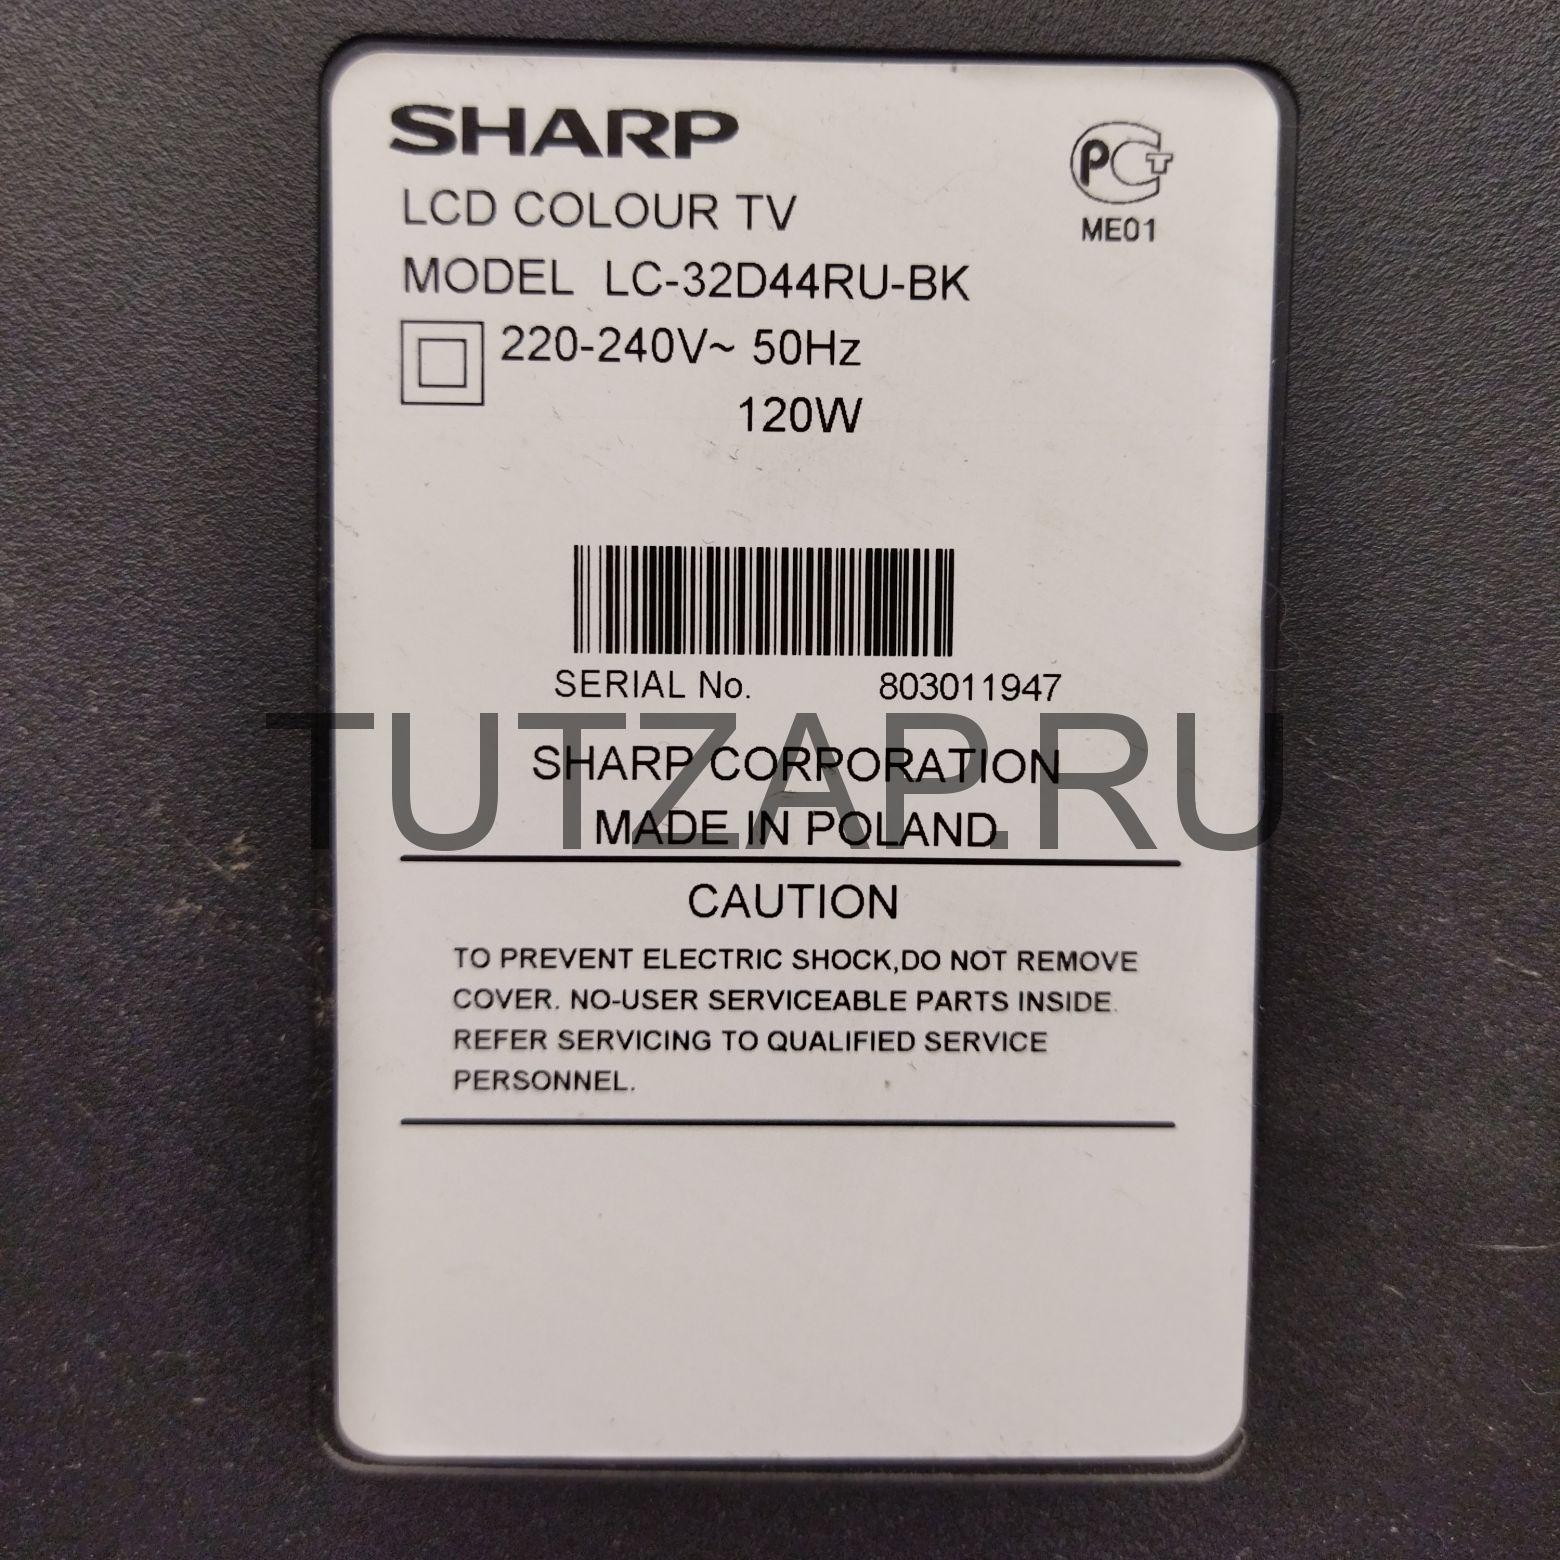 SHARP
РСТ
ME01
LCD COLOUR TV
MODEL LC-32D44RU-BK
220-240V~ 50Hz
120W
SERIAL No. 803011947
TUTZAP.RU
SHARP CORPORATION
MADE IN POLAND
CAUTION
TO PREVENT ELECTRIC SHOCK,DO NOT REMOVE
COVER. NO-USER SERVICEABLE PARTS INSIDE.
REFER SERVICING TO QUALIFIED SERVICE
PERSONNEL.